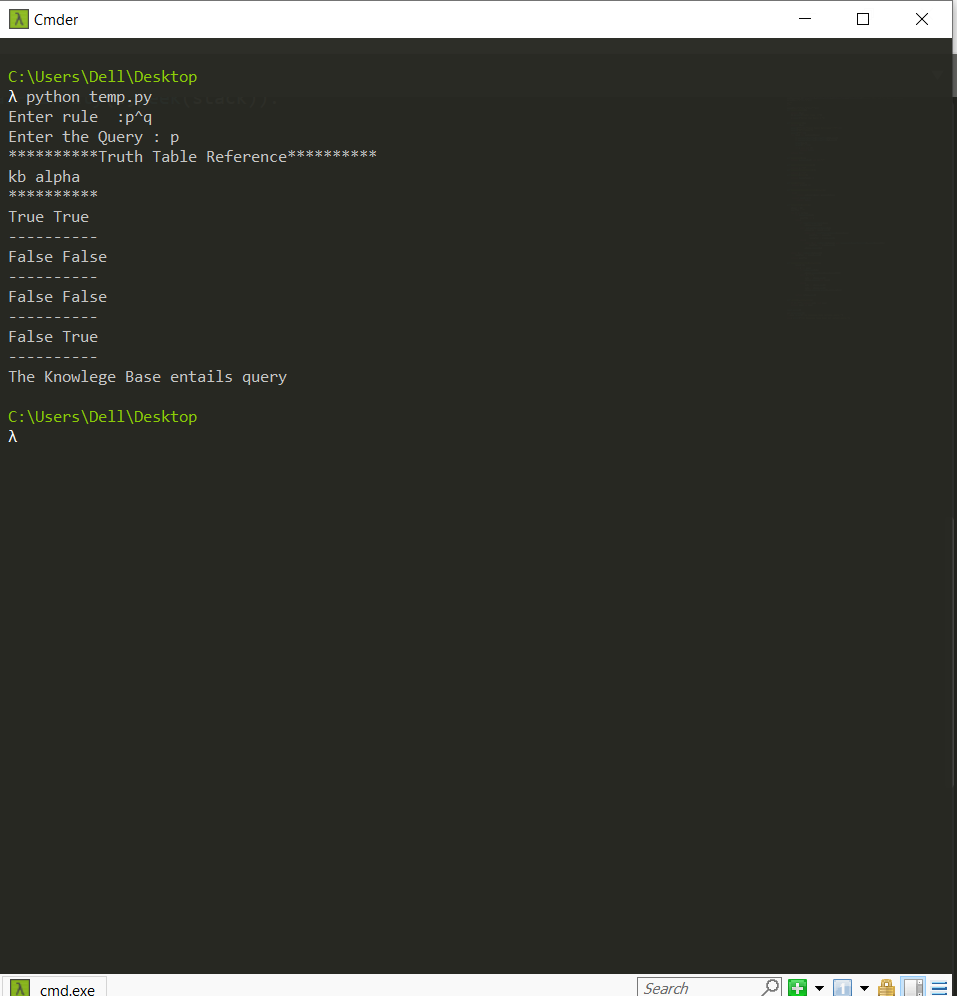 Cmder
C:\Users\Dell\Desktop
λ python temp.py
Enter rule  :p^q
Enter the Query : p
**********Truth Table Reference**********
kb alpha
**********
True True
----------
False False
----------
False False
----------
False True
----------
The Knowlege Base entails query
C:\Users\Dell\Desktop
λ
cmd.exe
Search